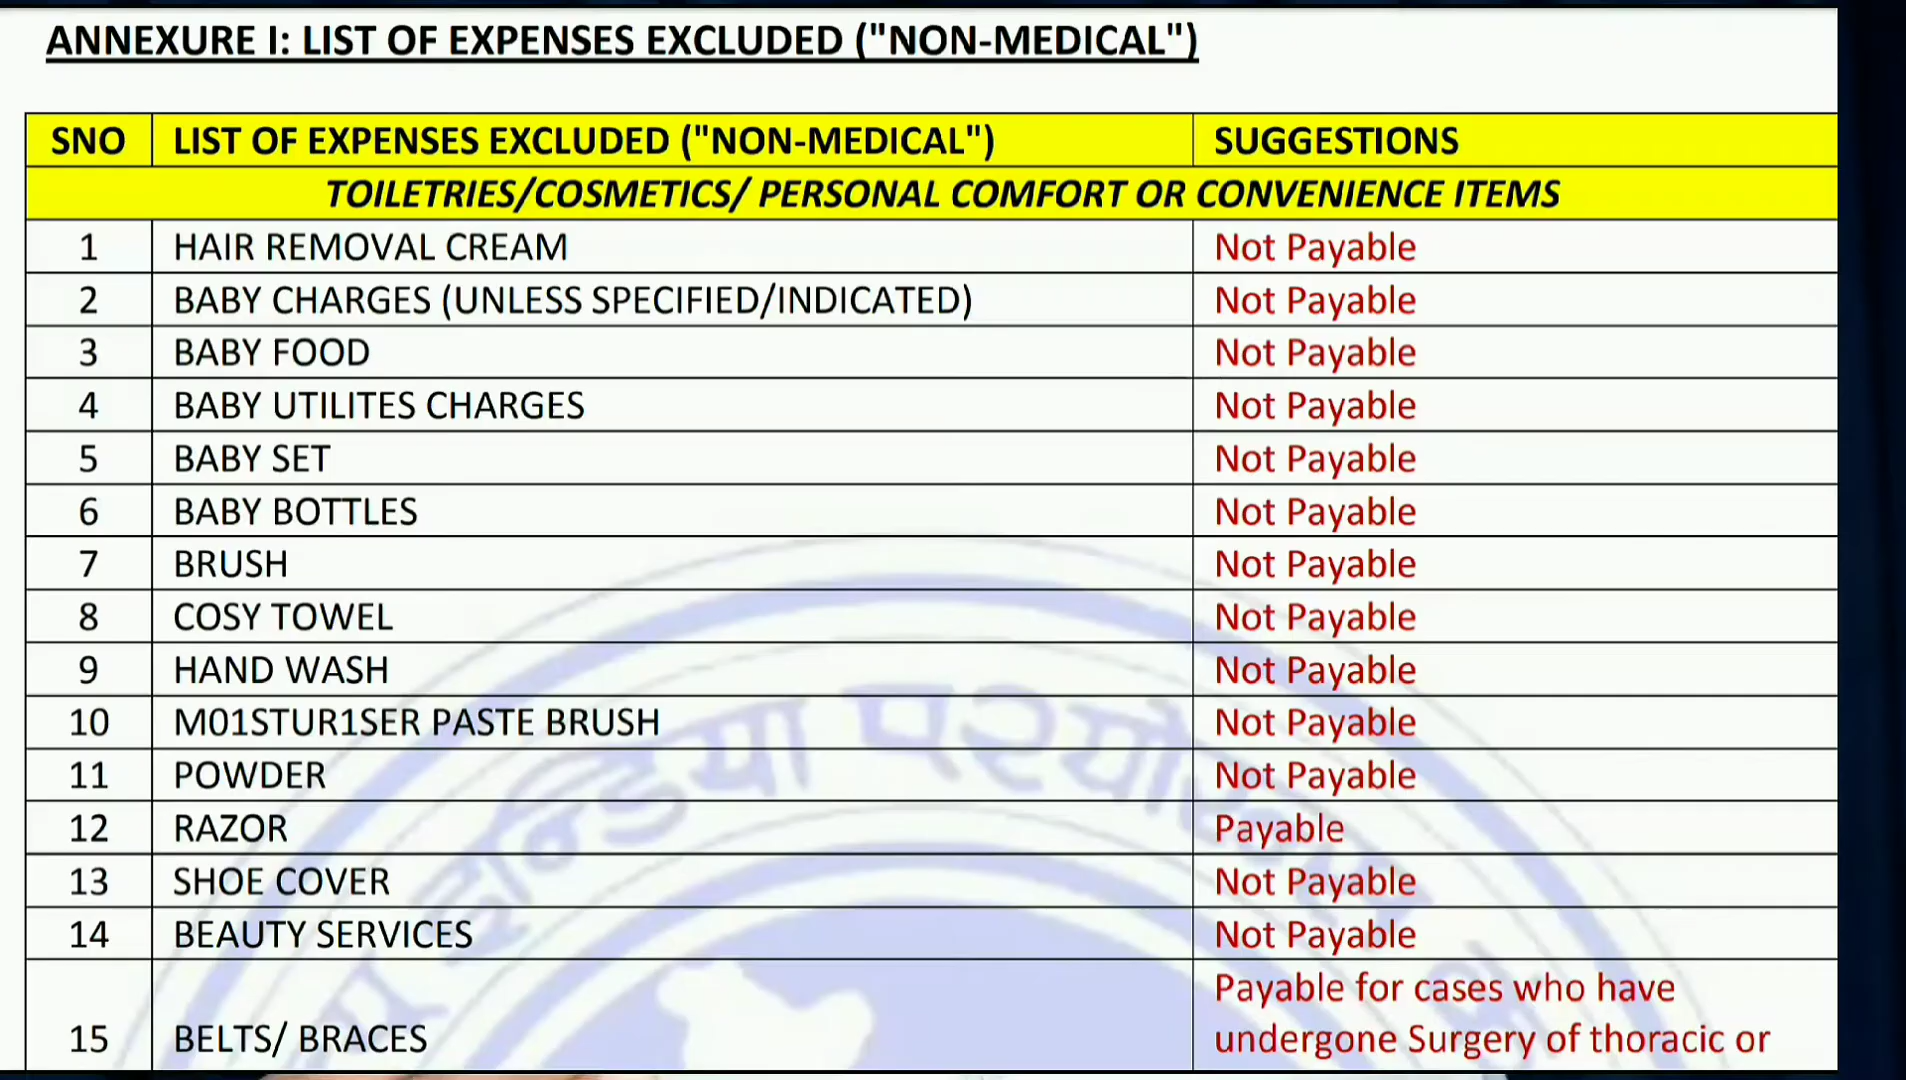 ANNEXURE I: LIST OF EXPENSES EXCLUDED ("NON-MEDICAL")
SNO LIST OF EXPENSES EXCLUDED ("NON-MEDICAL") SUGGESTIONS
TOILETRIES/COSMETICS/ PERSONAL COMFORT OR CONVENIENCE ITEMS
1 HAIR REMOVAL CREAM Not Payable
2 BABY CHARGES (UNLESS SPECIFIED/INDICATED) Not Payable
3 BABY FOOD Not Payable
4 BABY UTILITES CHARGES Not Payable
5 BABY SET Not Payable
6 BABY BOTTLES Not Payable
7 BRUSH Not Payable
8 COSY TOWEL Not Payable
9 HAND WASH Not Payable
10 M01STUR1SER PASTE BRUSH Not Payable
11 POWDER Not Payable
12 RAZOR Payable
13 SHOE COVER Not Payable
14 BEAUTY SERVICES Not Payable
15 BELTS/ BRACES Payable for cases who have
undergone Surgery of thoracic or